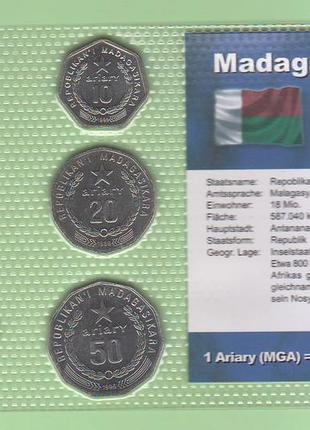 REPOBLIKAN'I MADAGASIKARA
ariary
10
REPOBLIKAN'I MADAGASIKARA
ariary
20
REPOBLIKAN'I MADAGASIKARA
ariary
50
Madag
Staatsname: Republika
Amtssprache: Malagasy
Einwohner: 18 Mio.
Fläche: 587.040 k
Hauptstadt: Antanana
Staatsform: Republik
Geogr. Lage: Inselstaat
Etwa 800
Afrikas g
gleichnam
sein Nosy
1 Ariary (MGA) =